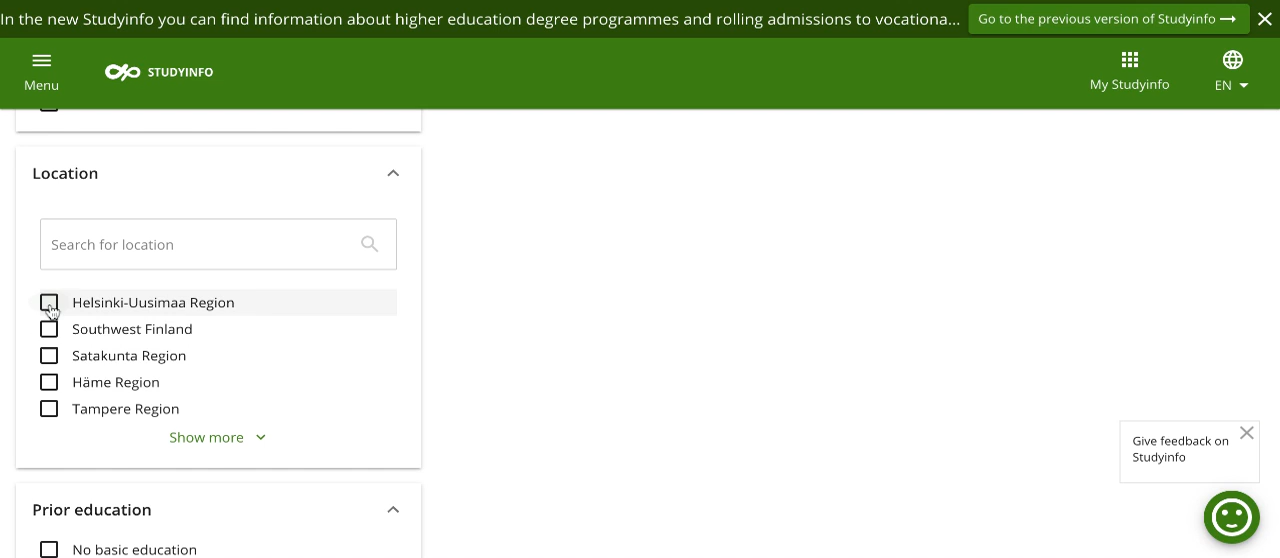 In the new Studyinfo you can find information about higher education degree programmes and rolling admissions to vocationa...
Go to the previous version of Studyinfo
Menu
STUDYINFO
My Studyinfo
EN
Location
Search for location
Helsinki-Uusimaa Region
Southwest Finland
Satakunta Region
Häme Region
Tampere Region
Show more
Give feedback on
Studyinfo
Prior education
No basic education